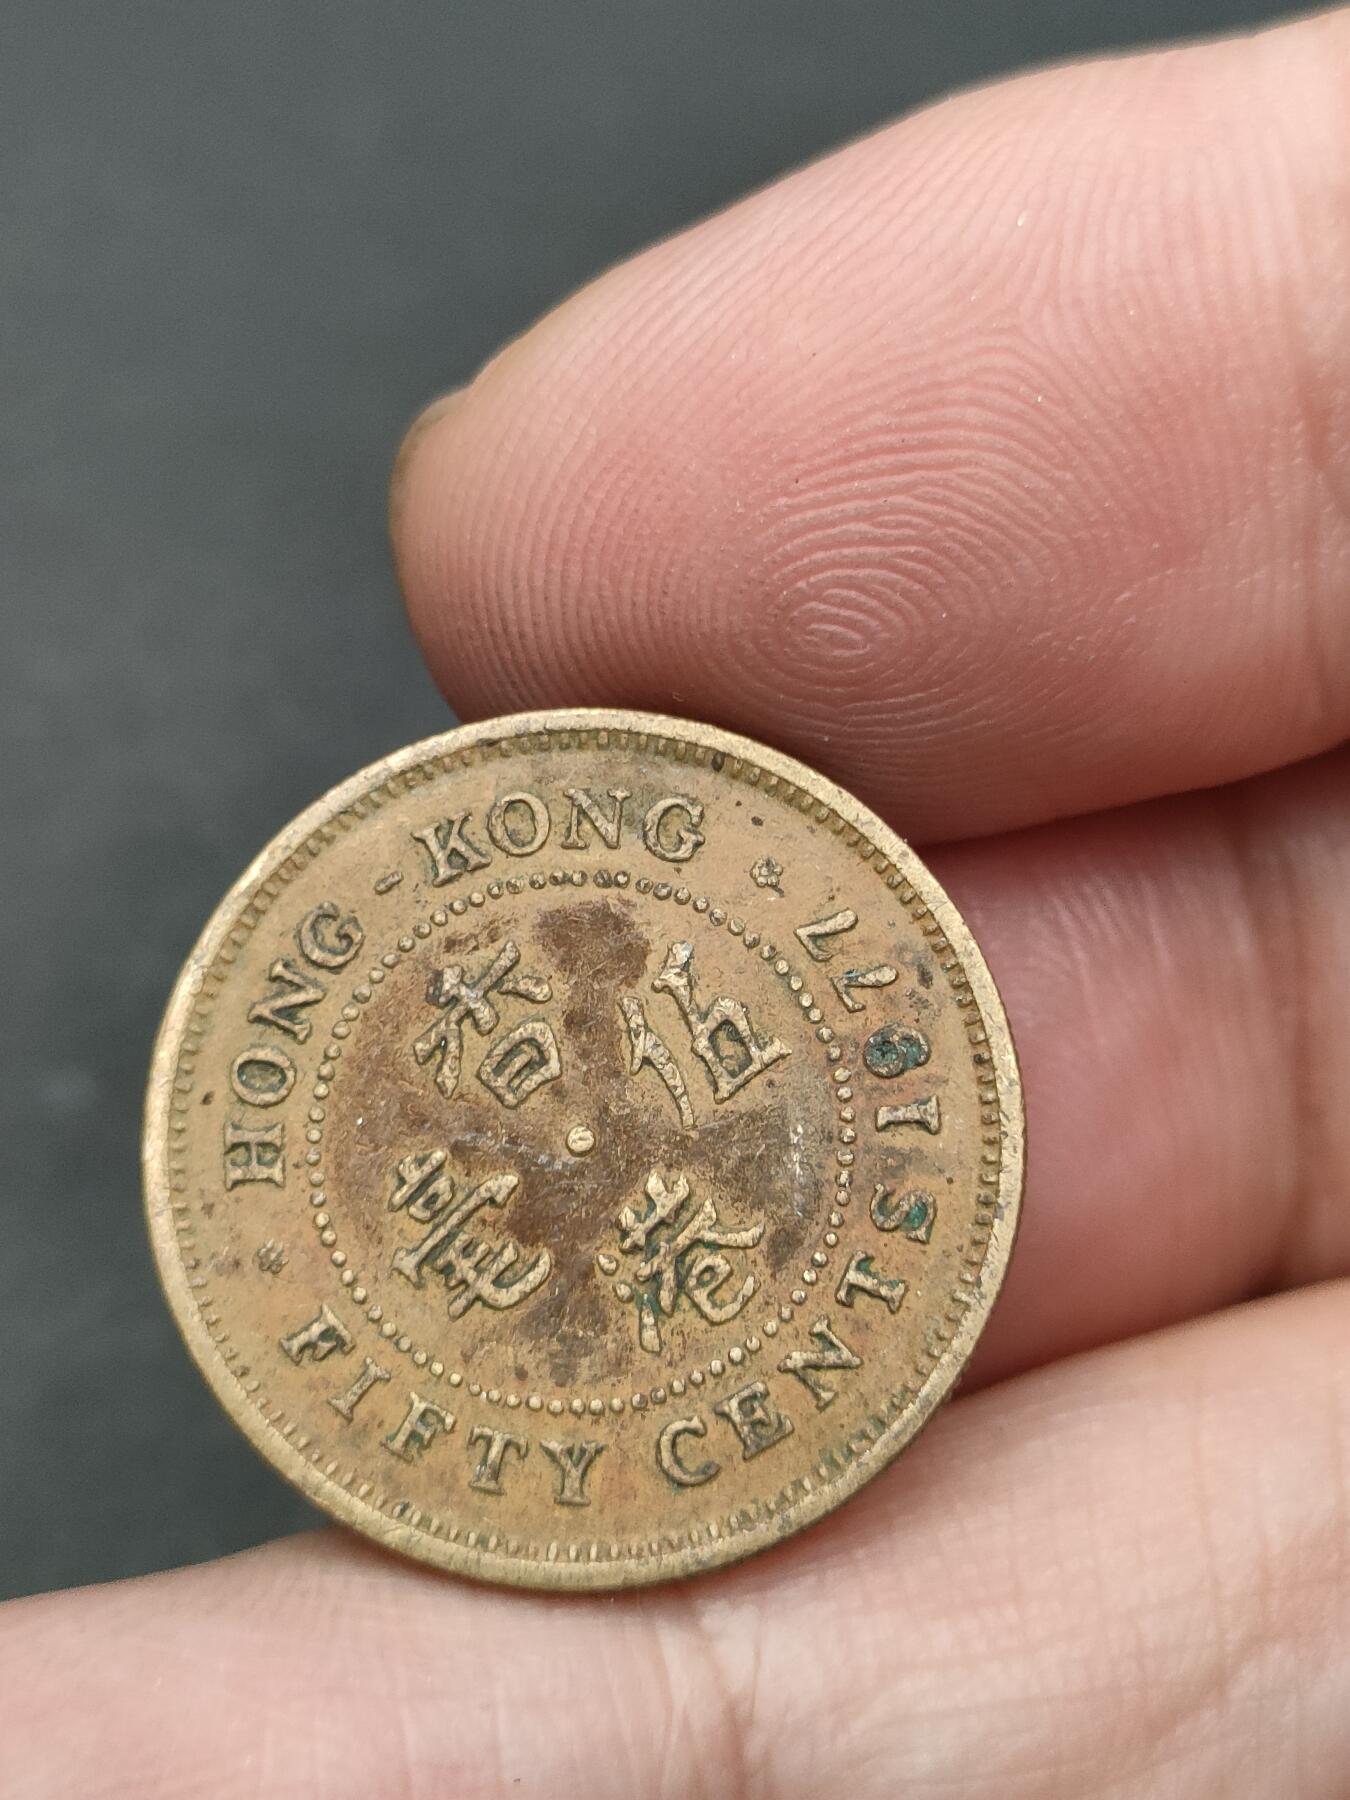 HONG-KONG
香港
伍毫
FIFTY CENTS 1977